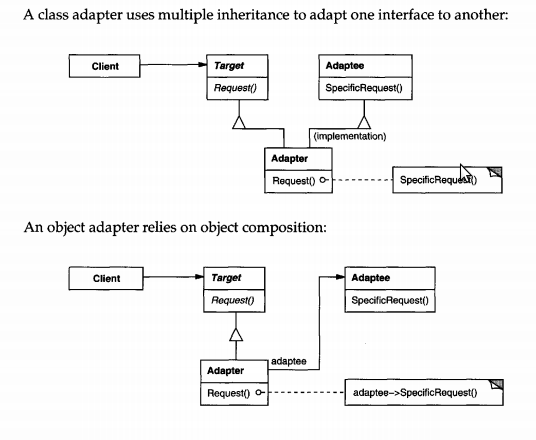 A class adapter uses multiple inheritance to adapt one interface to another:
Client
Target
Adaptee
Request()
SpecificRequest()
(implementation)
Adapter
Request()
SpecificRequest()
An object adapter relies on object composition:
Client
Target
Adaptee
Request()
SpecificRequest()
adaptee
Adapter
Request()
adaptee->SpecificRequest()